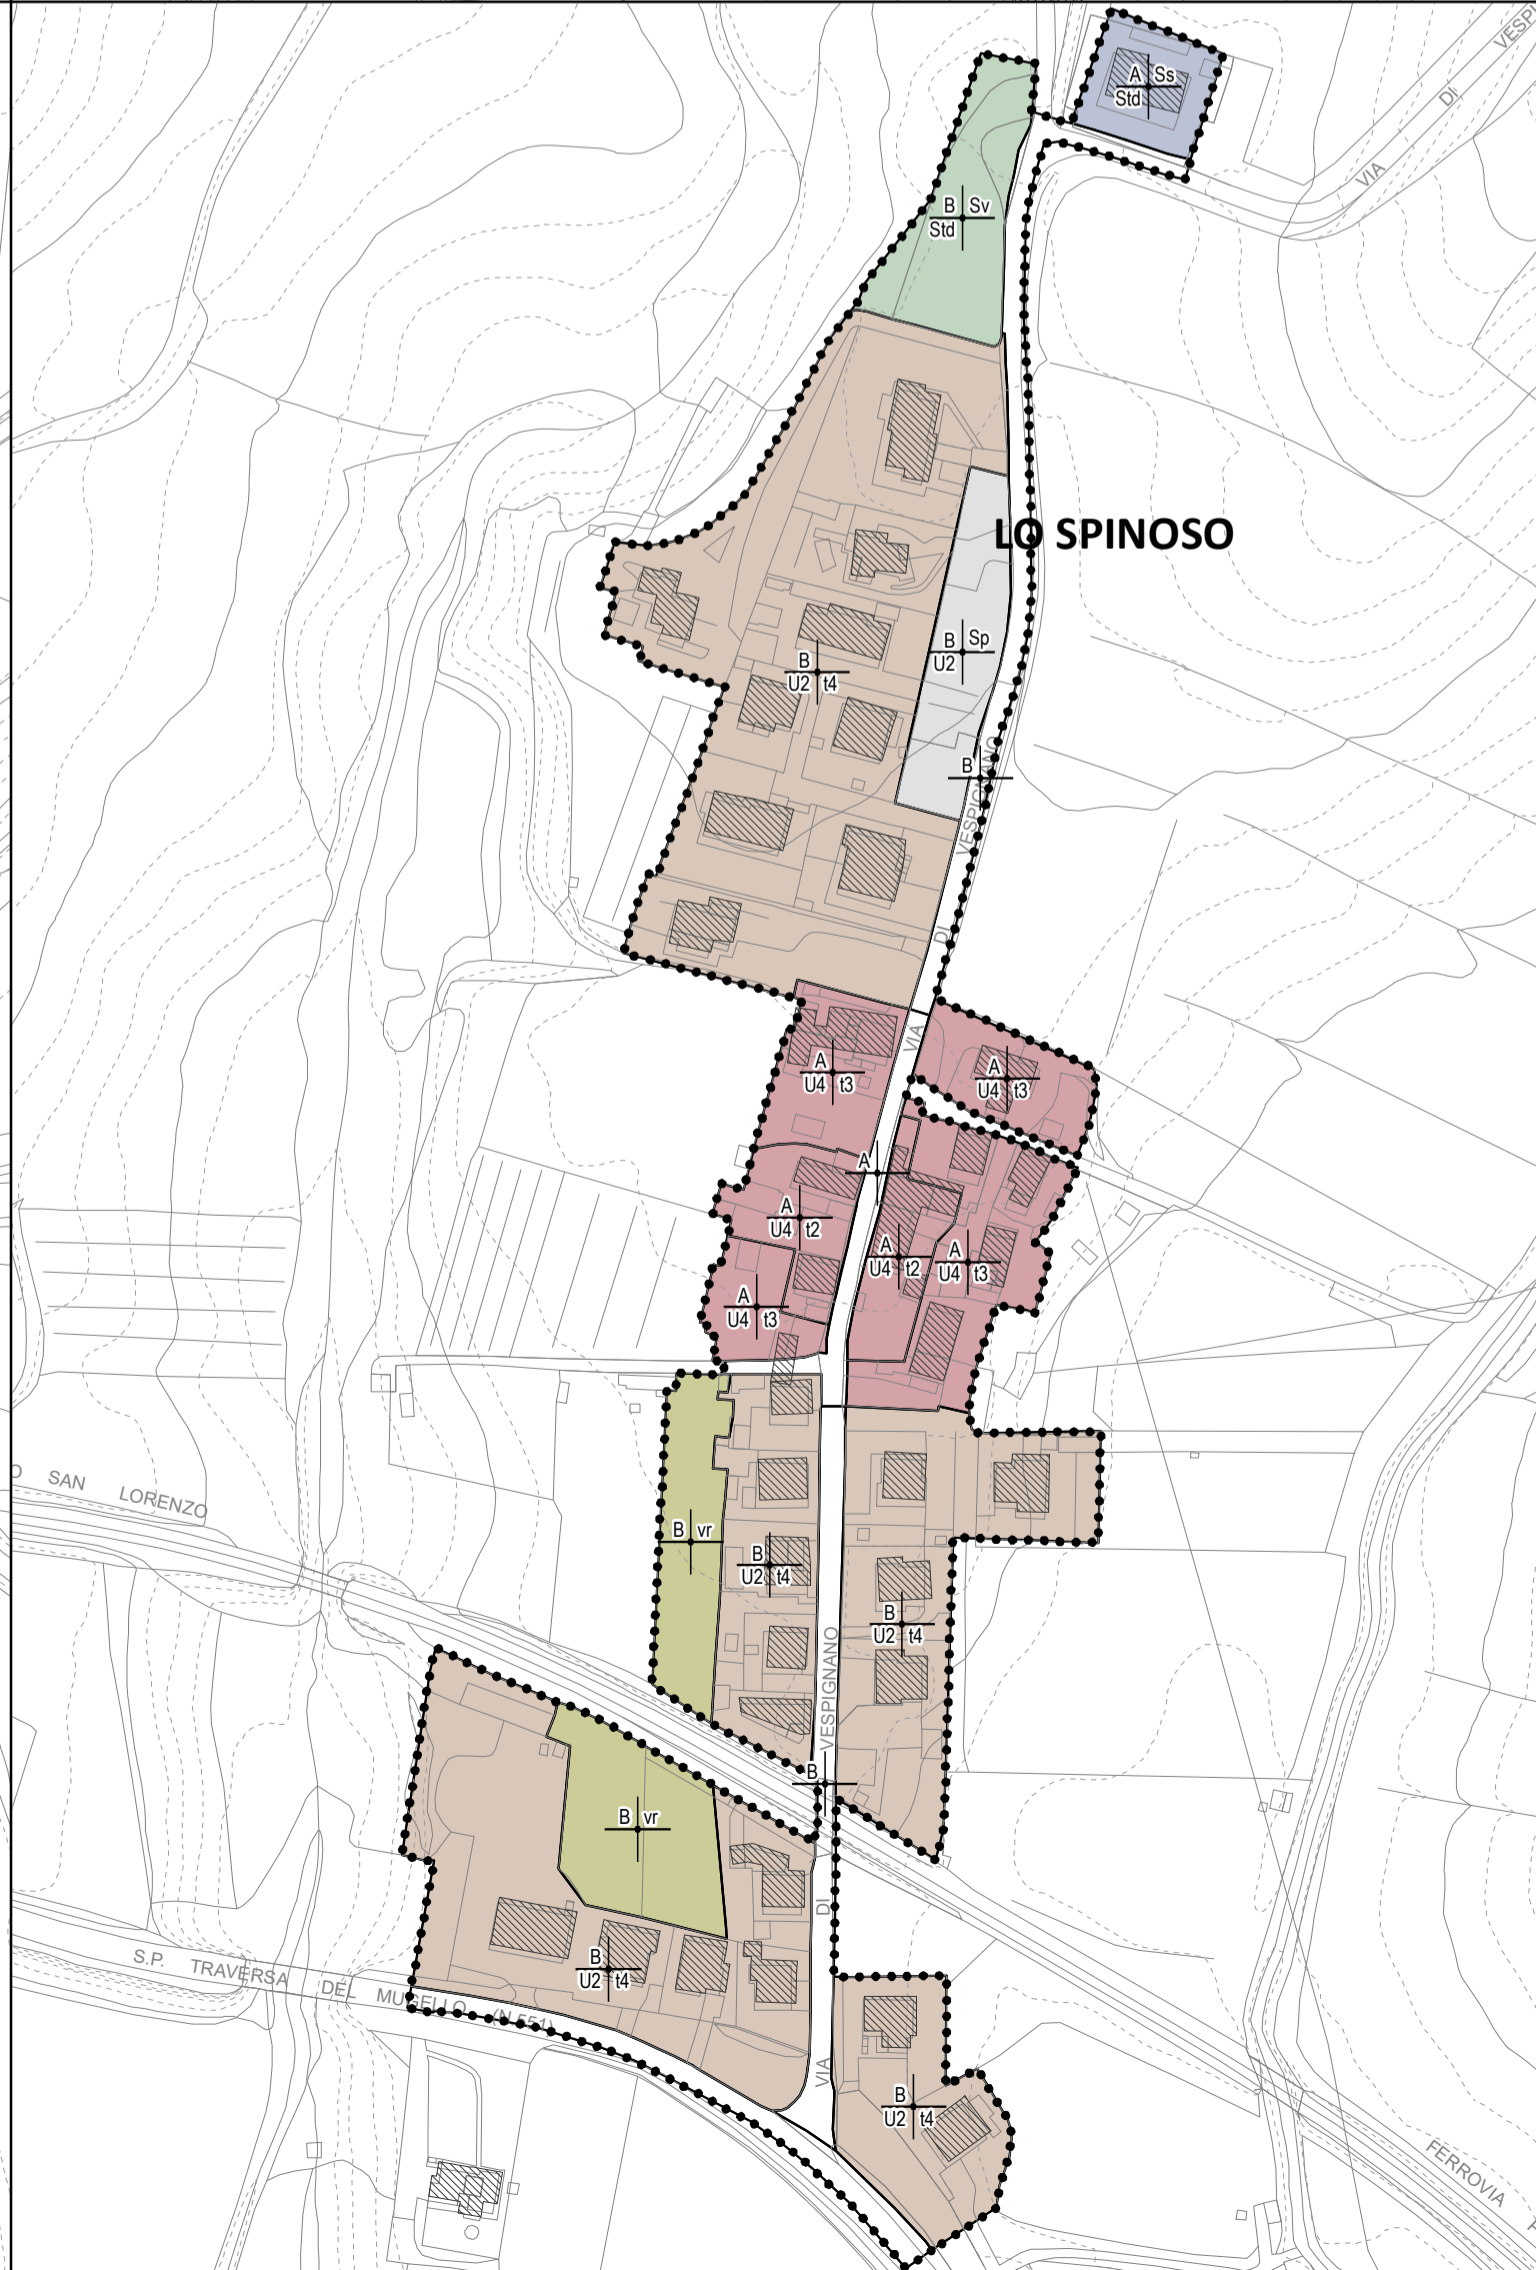 VESPI
DI
VIA
A Ss
Std
B Sv
Std
LO SPINOSO
B Sp
U2
B
U2 t4
B
VESPIGNANO
DI
VIA
A
U4 t3
A
U4 t3
A
A
U4 t2
A
U4 t2
A
U4 t3
A
U4 t3
O SAN LORENZO
B vr
B
U2 t4
B
U2 t4
VESPIGNANO
B
B vr
DI
S.P. TRAVERSA DEL MUGELLO (N.551)
B
U2 t4
VIA
B
U2 t4
FERROVIA